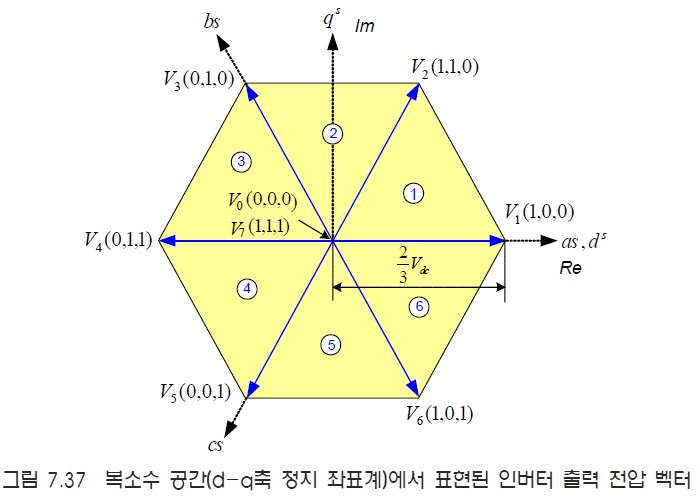 bs
q^s Im
V_3(0,1,0)
V_2(1,1,0)
②
③
①
V_0(0,0,0)
V_7(1,1,1)
V_1(1,0,0)
V_4(0,1,1)
as, d^s
Re
2/3 V_dc
④
⑥
⑤
V_5(0,0,1)
V_6(1,0,1)
cs
그림 7.37 복소수 공간(d-q축 정지 좌표계)에서 표현된 인버터 출력 전압 벡터